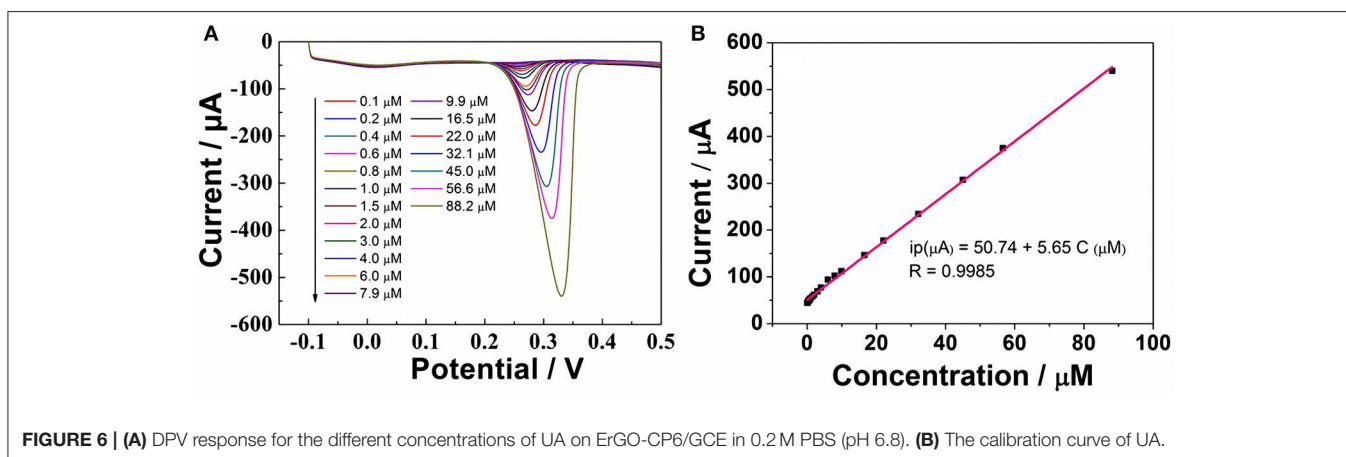 A
0
-100
-200
-300
-400
-500
-600
Current / µA
0.1 µM
0.2 µM
0.4 µM
0.6 µM
0.8 µM
1.0 µM
1.5 µM
2.0 µM
3.0 µM
4.0 µM
6.0 µM
7.9 µM
9.9 µM
16.5 µM
22.0 µM
32.1 µM
45.0 µM
56.6 µM
88.2 µM
-0.1 0.0 0.1 0.2 0.3 0.4 0.5
Potential / V
B
600
500
400
300
200
100
0
Current / µA
ip(µA) = 50.74 + 5.65 C (µM)
R = 0.9985
0 20 40 60 80 100
Concentration / µM
FIGURE 6 | (A) DPV response for the different concentrations of UA on ErGO-CP6/GCE in 0.2 M PBS (pH 6.8). (B) The calibration curve of UA.